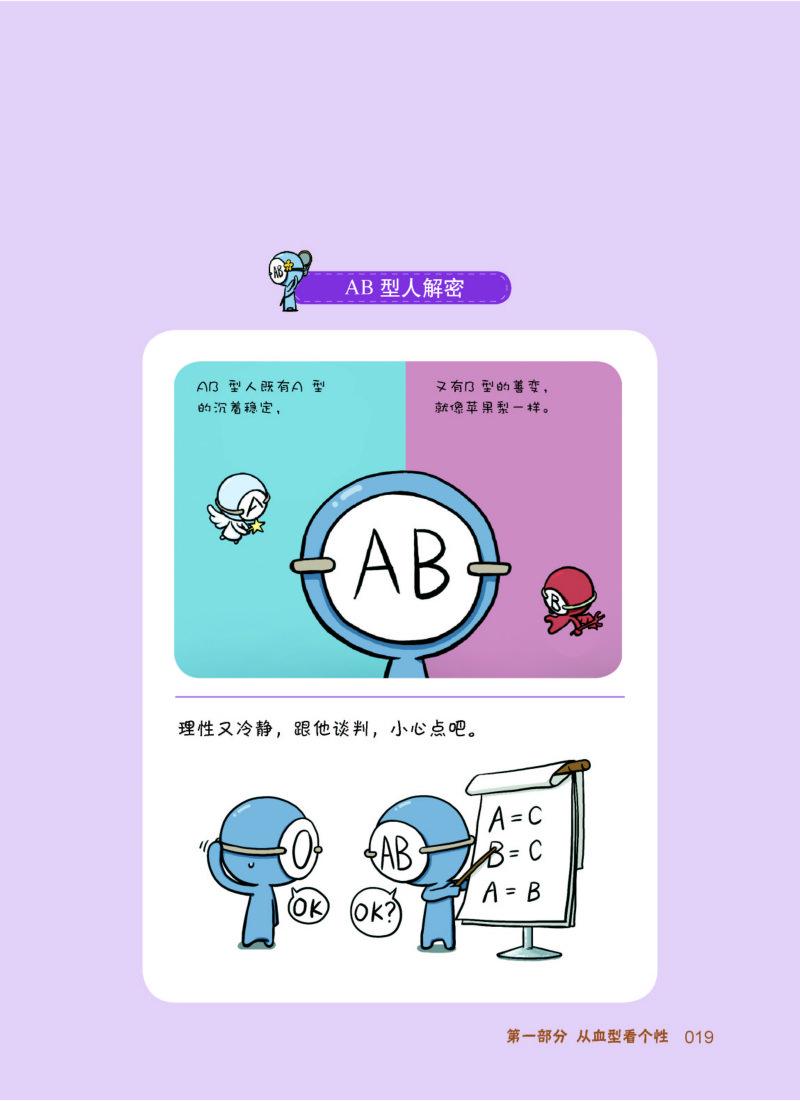 AB
AB 型人解密
AB 型人既有A 型
的沉着稳定，
又有B 型的善变，
就像苹果梨一样。
A
AB
B
理性又冷静，跟他谈判，小心点吧。
O
OK
AB
OK?
A=C
B=C
A=B
第一部分 从血型看个性 019